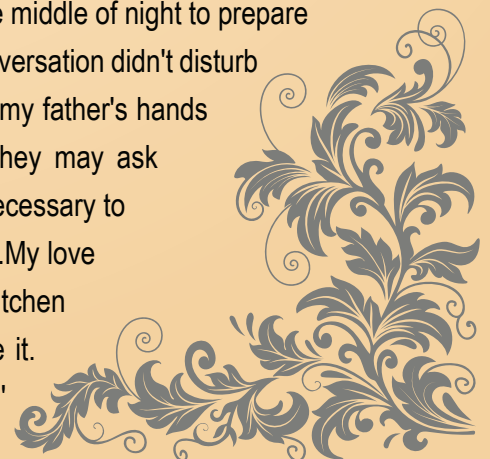 e middle of night to prepare
versation didn't disturb
my father's hands
hey may ask
ecessary to
.My love
tchen
e it.
'